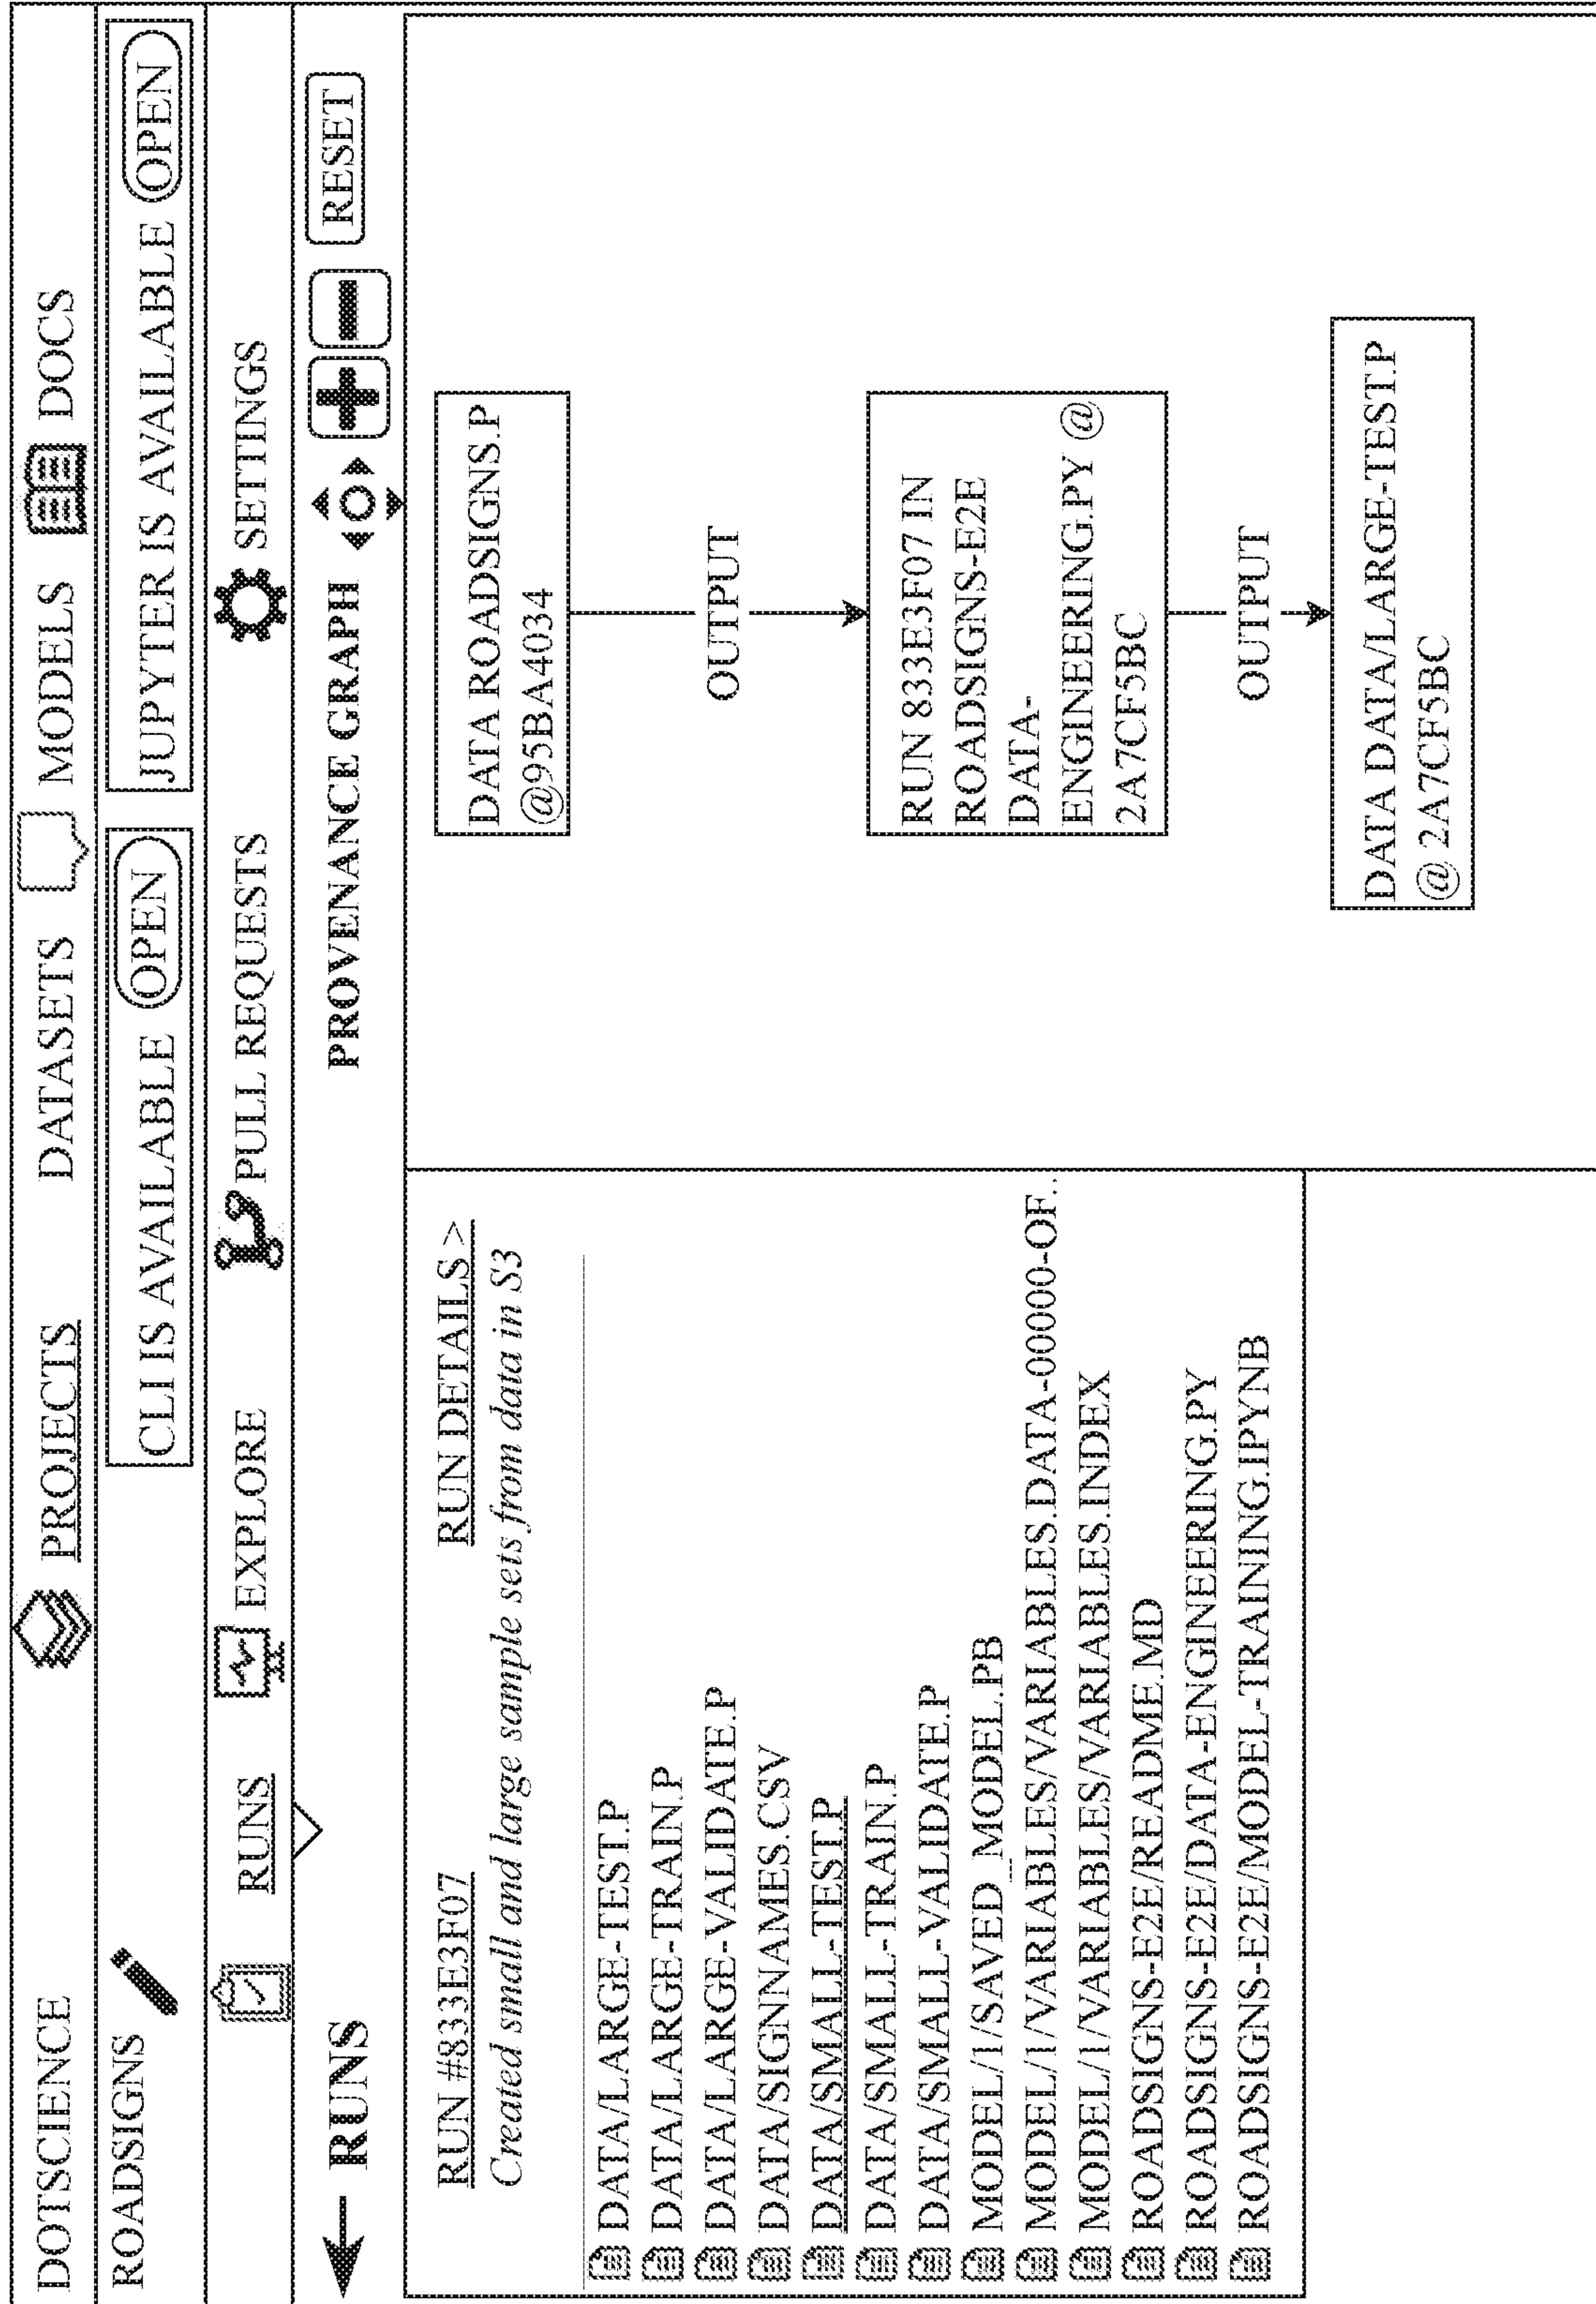 DOTSCIENCE
PROJECTS
DATASETS
MODELS
DOCS
ROADSIGNS
CLI IS AVAILABLE OPEN
JUPYTER IS AVAILABLE OPEN
RUNS
EXPLORE
PULL REQUESTS
SETTINGS
RUNS
PROVENANCE GRAPH
RESET
RUN #833E3F07
RUN DETAILS >
Created small and large sample sets from data in S3
DATA/LARGE-TEST.P
DATA/LARGE-TRAIN.P
DATA/LARGE-VALIDATE.P
DATA/SIGNNAMES.CSV
DATA/SMALL-TEST.P
DATA/SMALL-TRAIN.P
DATA/SMALL-VALIDATE.P
MODEL/1/SAVED_MODEL.PB
MODEL/1/VARIABLES/VARIABLES.DATA-00000-OF..
MODEL/1/VARIABLES/VARIABLES.INDEX
ROADSIGNS-E2E/README.MD
ROADSIGNS-E2E/DATA-ENGINEERING.PY
ROADSIGNS-E2E/MODEL-TRAINING.IPYNB
DATA ROADSIGNS.P
@95BA4034
OUTPUT
RUN 833E3F07 IN
ROADSIGNS-E2E
DATA-
ENGINEERING.PY @
2A7CF5BC
OUTPUT
DATA DATA/LARGE-TEST.P
@ 2A7CF5BC